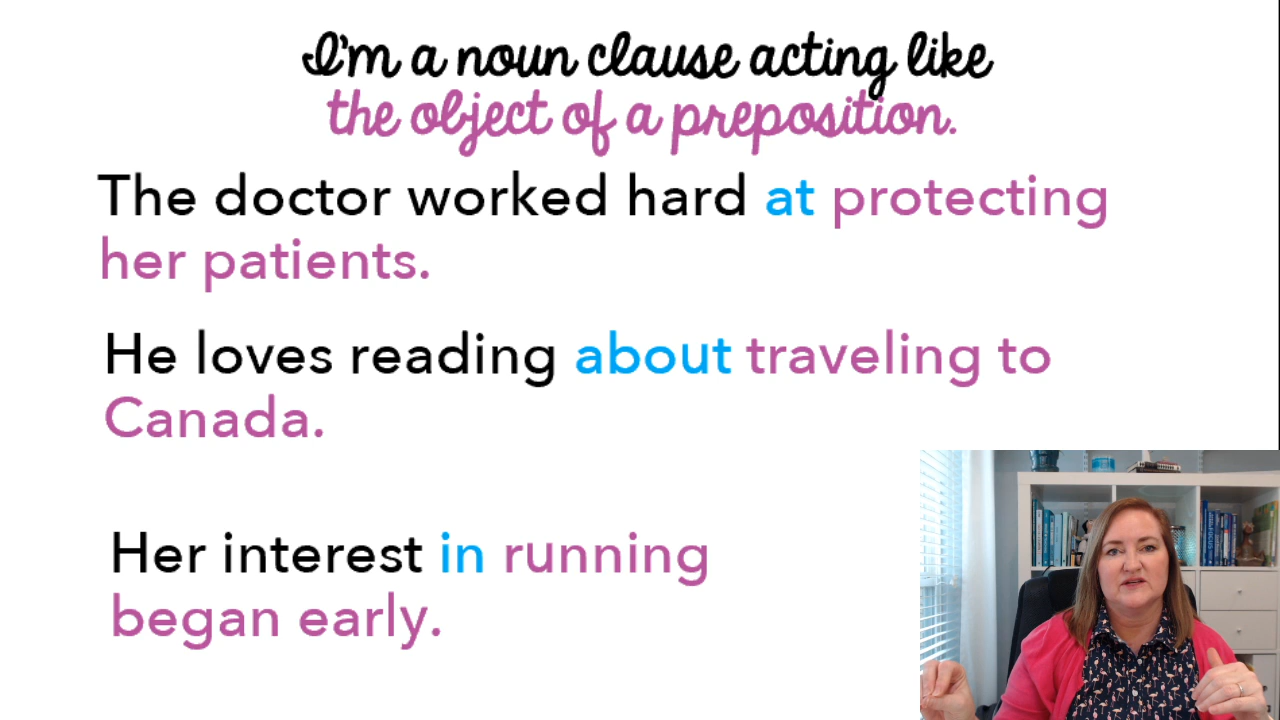 I'm a noun clause acting like
the object of a preposition.
The doctor worked hard at protecting
her patients.
He loves reading about traveling to
Canada.
Her interest in running
began early.